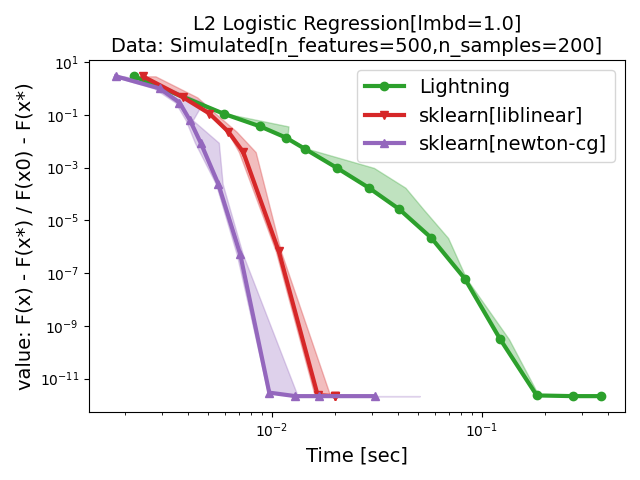 L2 Logistic Regression[lmbd=1.0]
Data: Simulated[n_features=500,n_samples=200]
value: F(x) - F(x*) / F(x0) - F(x*)
10¹
10⁻¹
10⁻³
10⁻⁵
10⁻⁷
10⁻⁹
10⁻¹¹
Lightning
sklearn[liblinear]
sklearn[newton-cg]
10⁻² 10⁻¹
Time [sec]